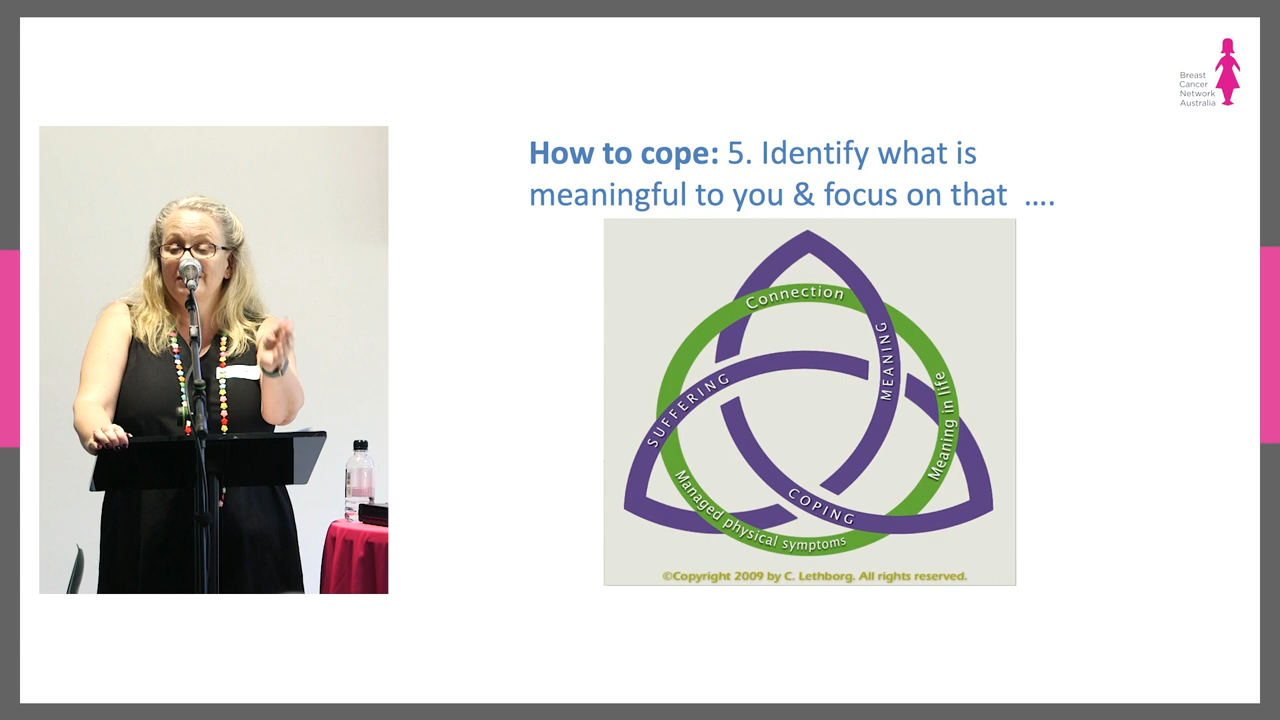 Breast
Cancer
Network
Australia
How to cope: 5. Identify what is
meaningful to you & focus on that ….
Connection
MEANING
SUFFERING
Meaning in life
Managed physical symptoms
COPING
©Copyright 2009 by C. Lethborg. All rights reserved.